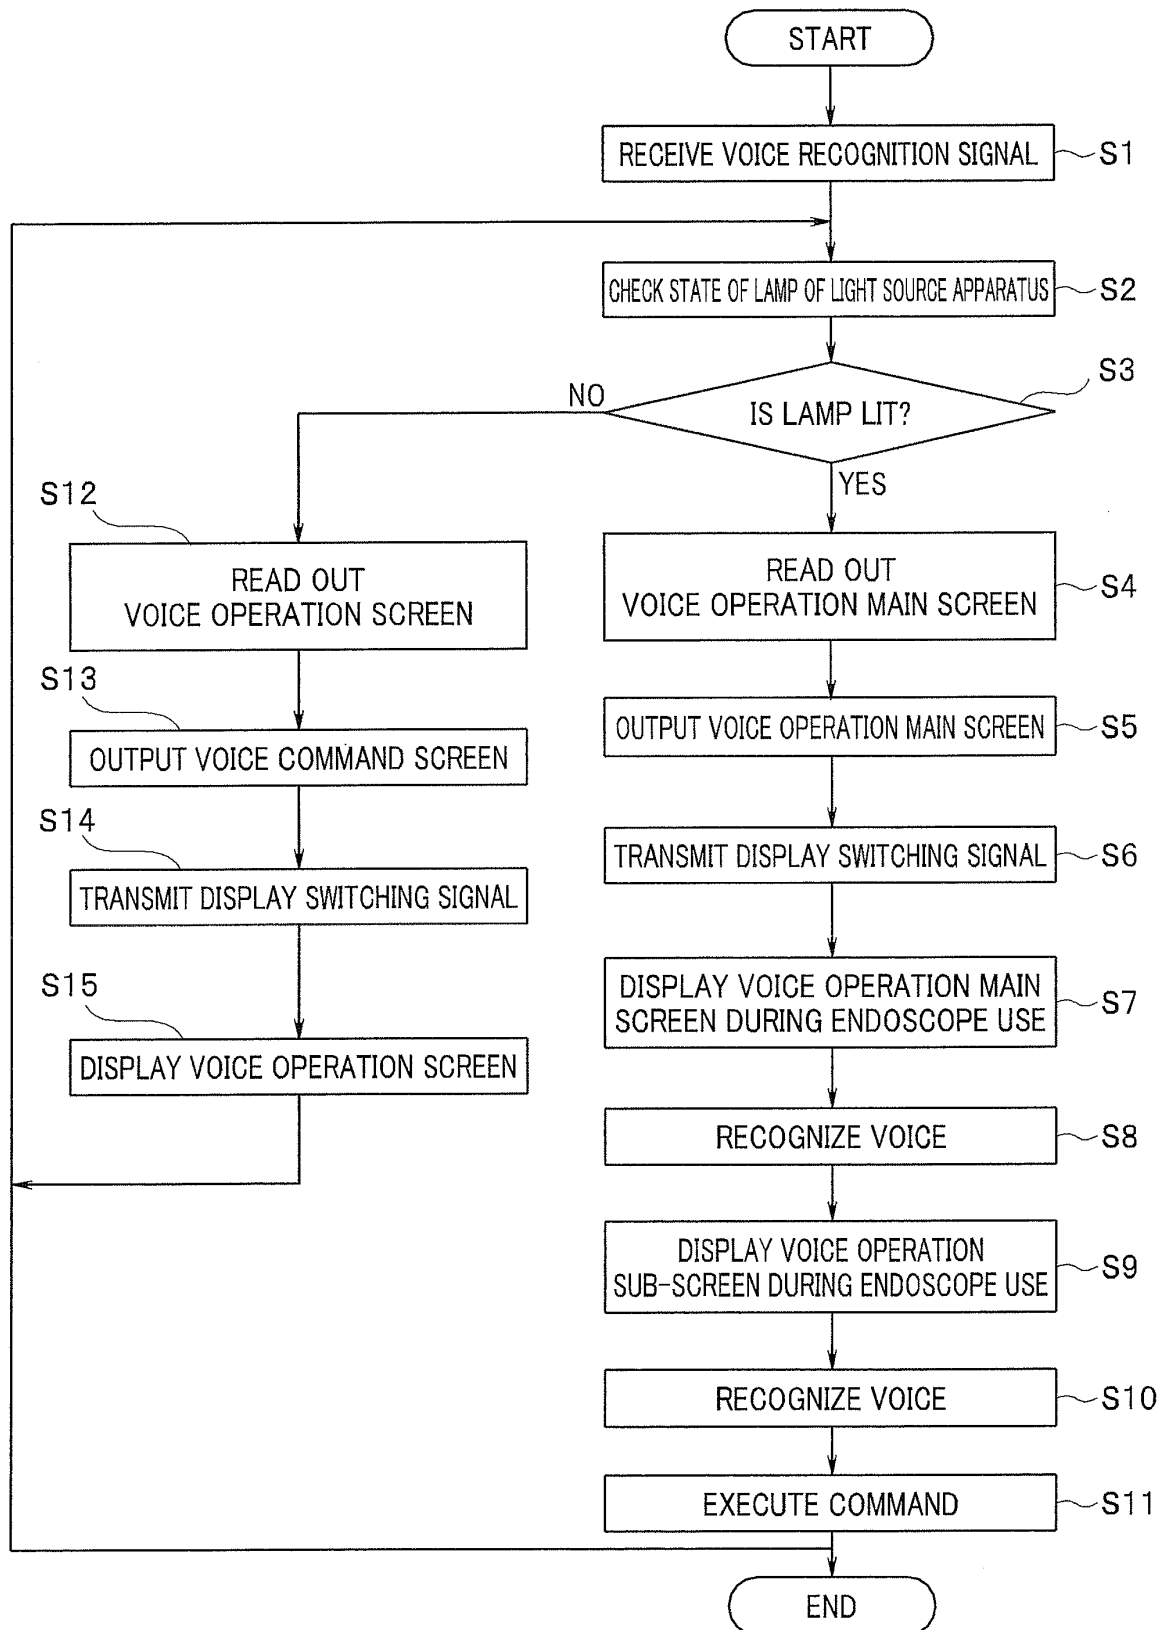 START
RECEIVE VOICE RECOGNITION SIGNAL
S1
CHECK STATE OF LAMP OF LIGHT SOURCE APPARATUS
S2
S3
IS LAMP LIT?
NO
YES
S12
READ OUT
VOICE OPERATION SCREEN
S13
OUTPUT VOICE COMMAND SCREEN
S14
TRANSMIT DISPLAY SWITCHING SIGNAL
S15
DISPLAY VOICE OPERATION SCREEN
READ OUT
VOICE OPERATION MAIN SCREEN
S4
OUTPUT VOICE OPERATION MAIN SCREEN
S5
TRANSMIT DISPLAY SWITCHING SIGNAL
S6
DISPLAY VOICE OPERATION MAIN
SCREEN DURING ENDOSCOPE USE
S7
RECOGNIZE VOICE
S8
DISPLAY VOICE OPERATION
SUB-SCREEN DURING ENDOSCOPE USE
S9
RECOGNIZE VOICE
S10
EXECUTE COMMAND
S11
END